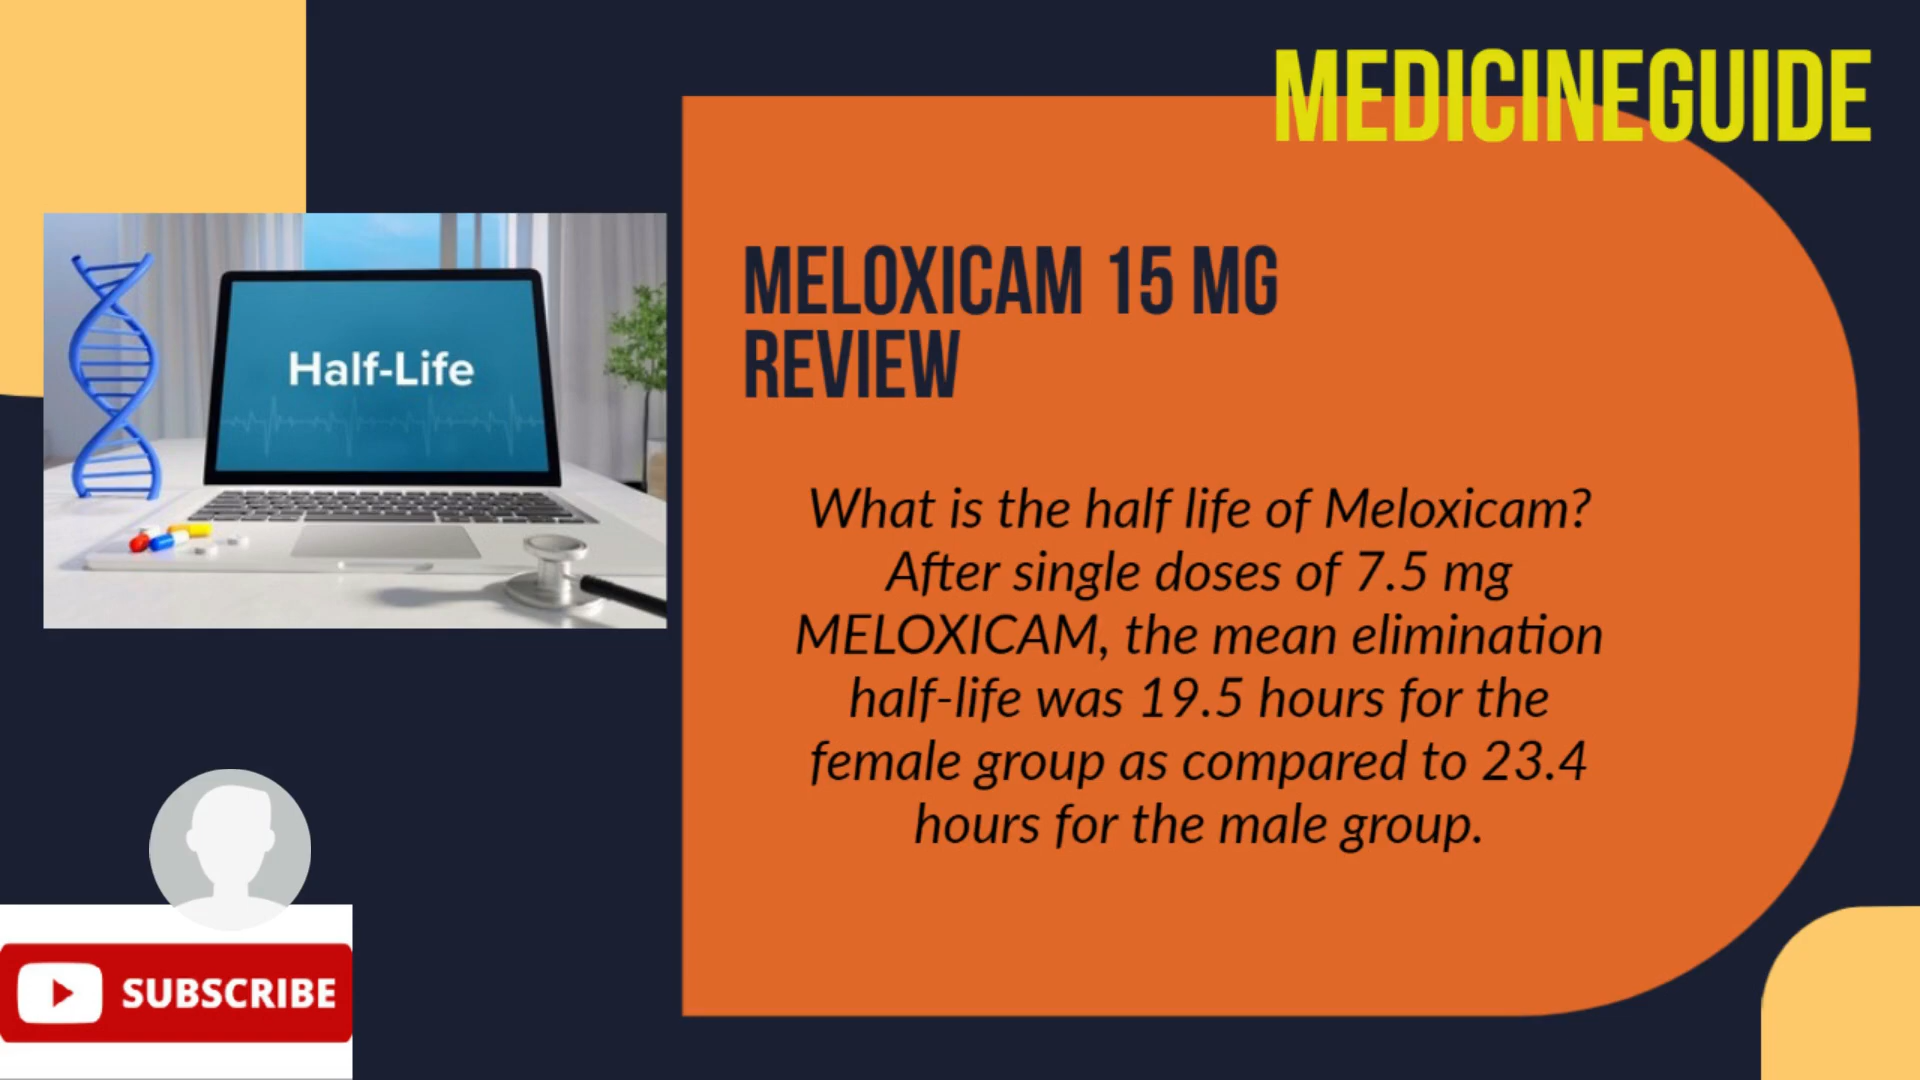 MEDICINEGUIDE
MELOXICAM 15 MG
REVIEW
Half-Life
What is the half life of Meloxicam?
After single doses of 7.5 mg
MELOXICAM, the mean elimination
half-life was 19.5 hours for the
female group as compared to 23.4
hours for the male group.
SUBSCRIBE